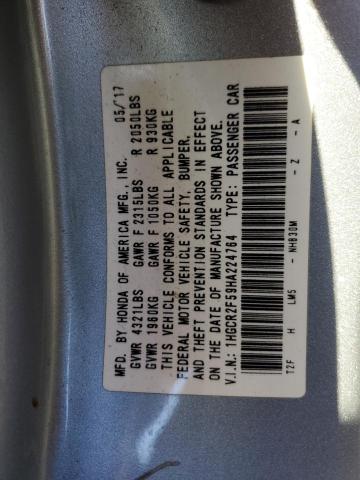 MFD. BY HONDA OF AMERICA MFG., INC. 05/'17
GVWR 4321LBS GAWR F 2315LBS R 2050LBS
GVWR 1960KG GAWR F 1050KG R 930KG
THIS VEHICLE CONFORMS TO ALL APPLICABLE
FEDERAL MOTOR VEHICLE SAFETY, BUMPER,
AND THEFT PREVENTION STANDARDS IN EFFECT
ON THE DATE OF MANUFACTURE SHOWN ABOVE.
V.I.N.: 1HGCR2F59HA224764 TYPE: PASSENGER CAR
T2F H LM5 NH830M - Z - A